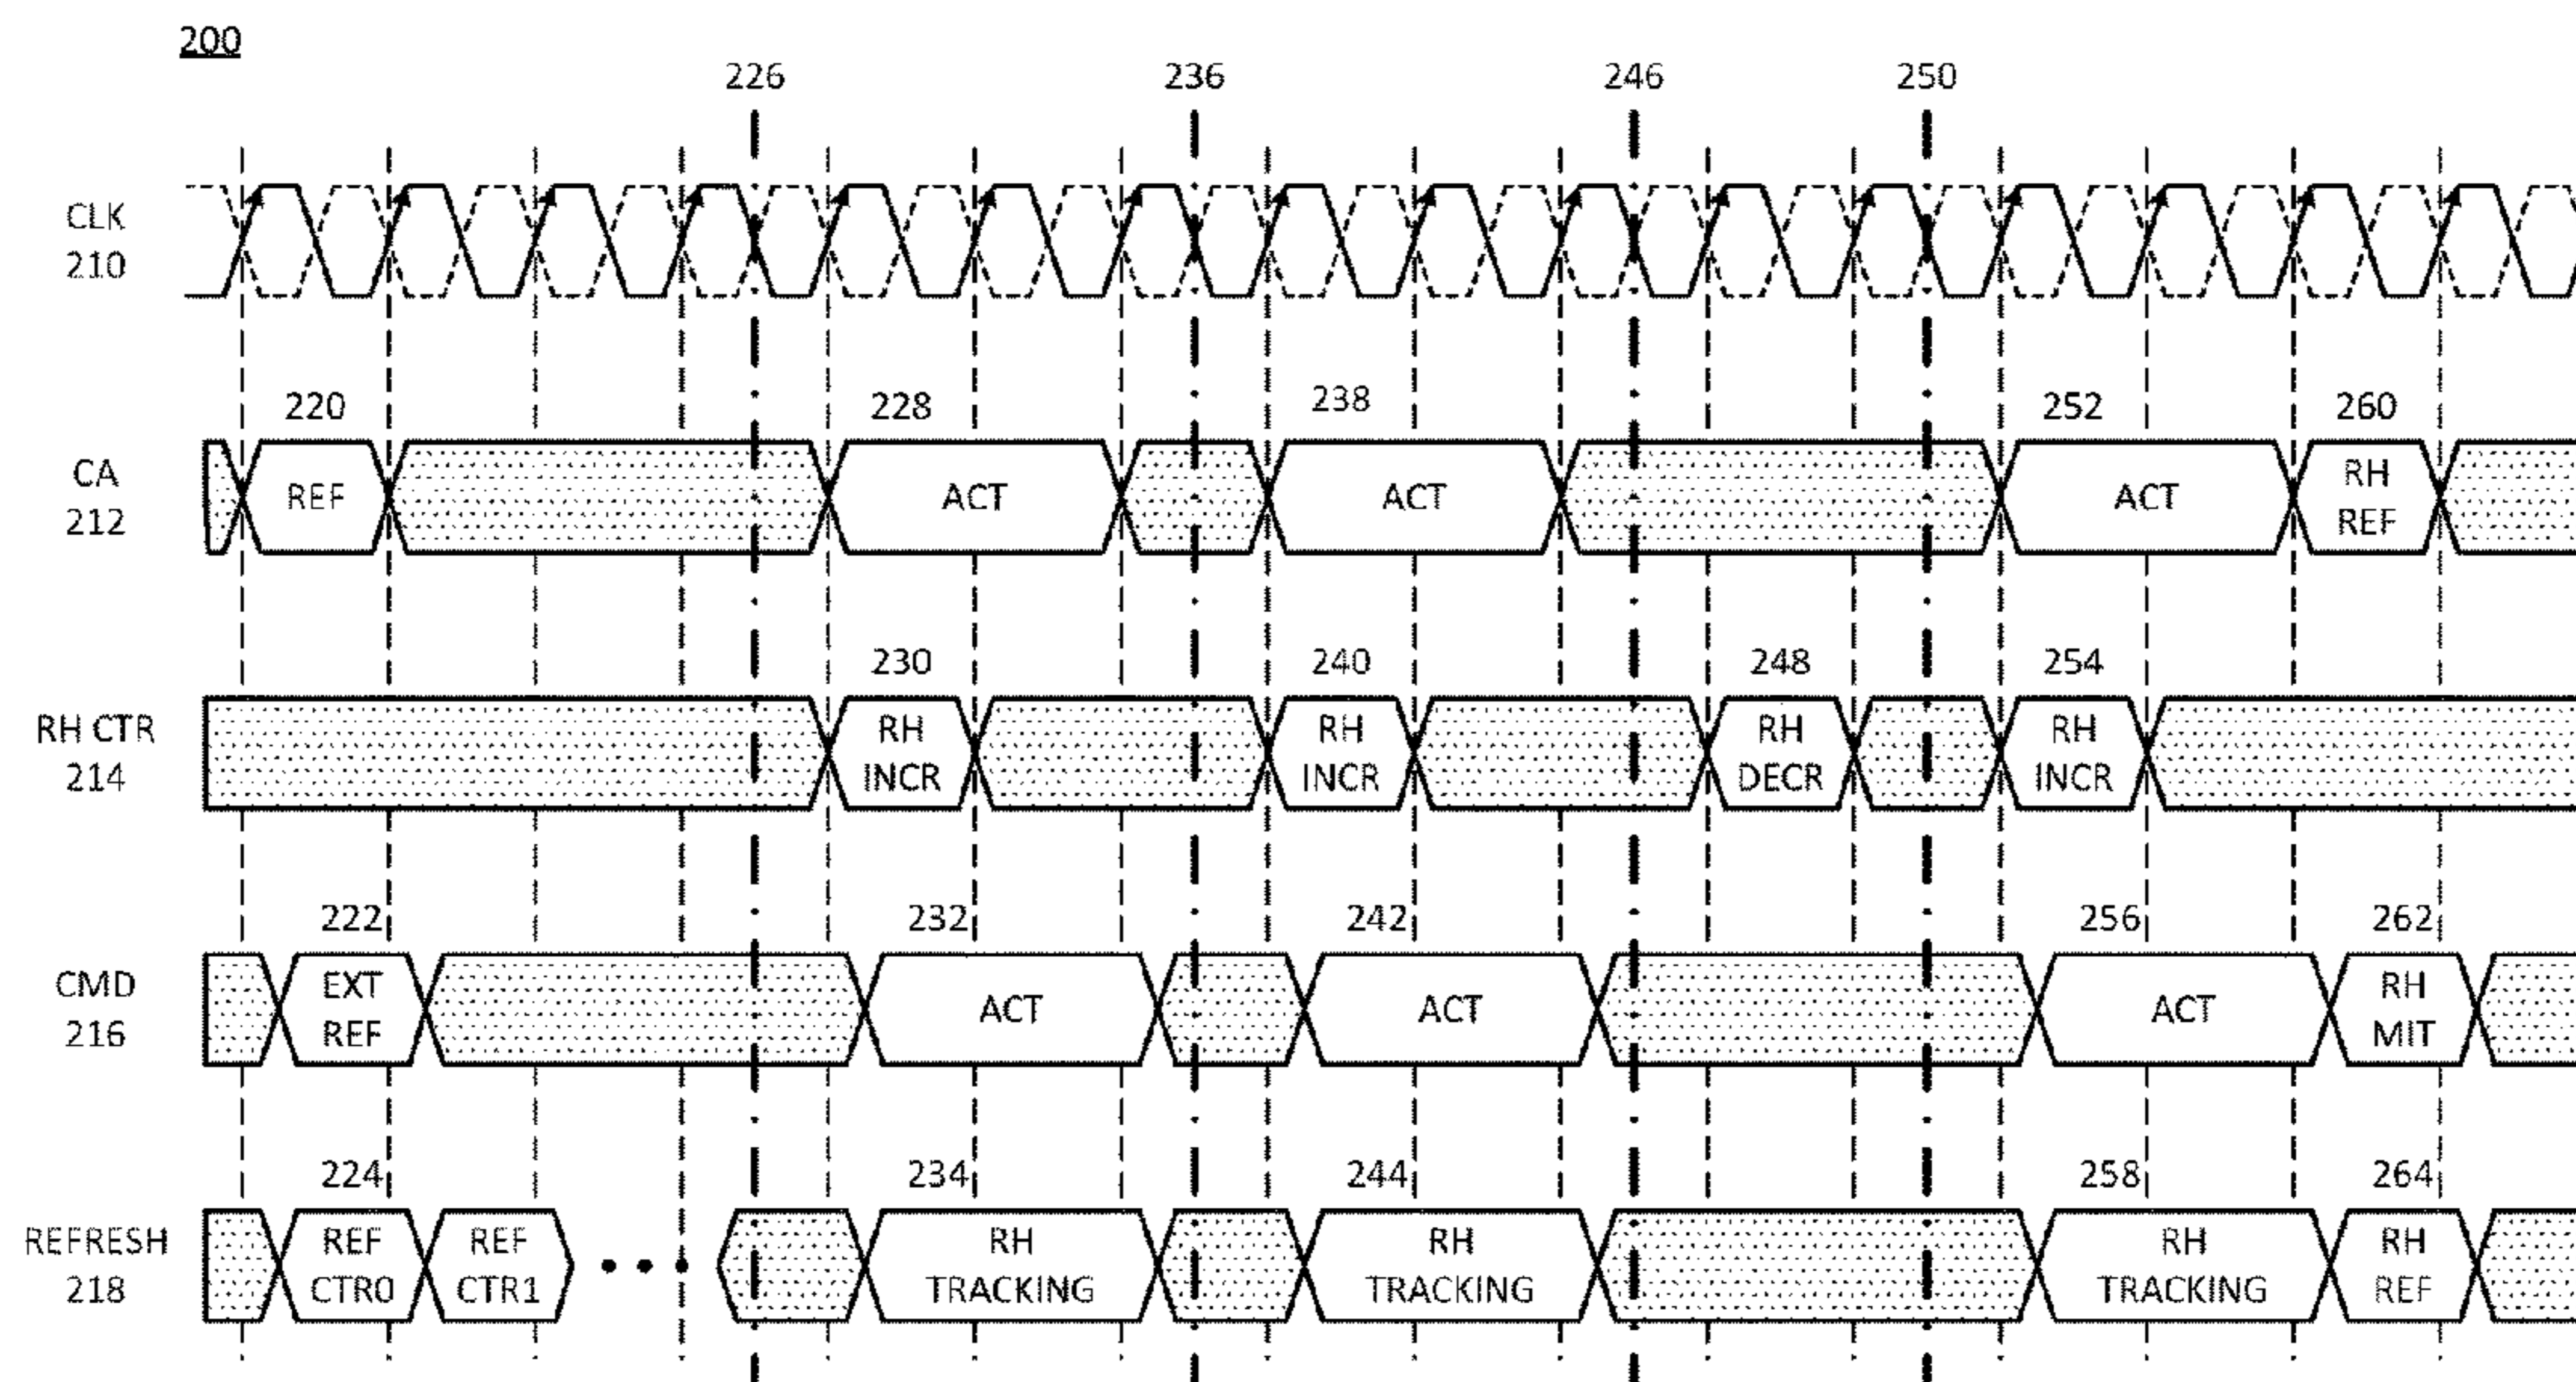 200
226
236
246
250
CLK
210
220
228
238
252
260
CA
212
REF
ACT
ACT
ACT
RH
REF
230
240
248
254
RH CTR
214
RH
INCR
RH
INCR
RH
DECR
RH
INCR
222
232
242
256
262
CMD
216
EXT
REF
ACT
ACT
ACT
RH
MIT
224
234
244
258
264
REFRESH
218
REF
CTR0
REF
CTR1
RH
TRACKING
RH
TRACKING
RH
TRACKING
RH
REF